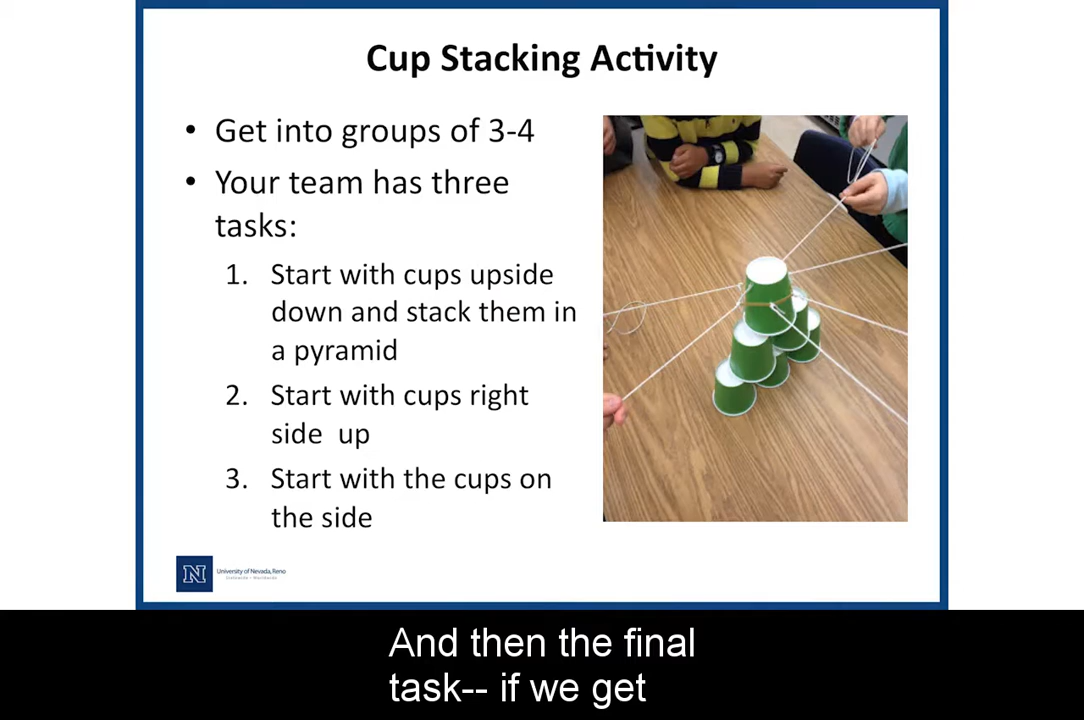 Cup Stacking Activity
• Get into groups of 3-4
• Your team has three
tasks:
1. Start with cups upside
down and stack them in
a pyramid
2. Start with cups right
side up
3. Start with the cups on
the side
N
University of Nevada, Reno
Statewide • Worldwide
And then the final
task-- if we get